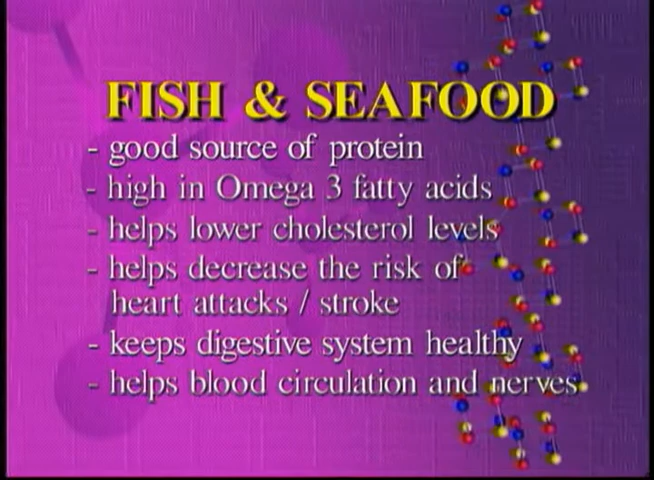 FISH & SEAFOOD
- good source of protein
- high in Omega 3 fatty acids
- helps lower cholesterol levels
- helps decrease the risk of
heart attacks / stroke
- keeps digestive system healthy
- helps blood circulation and nerves